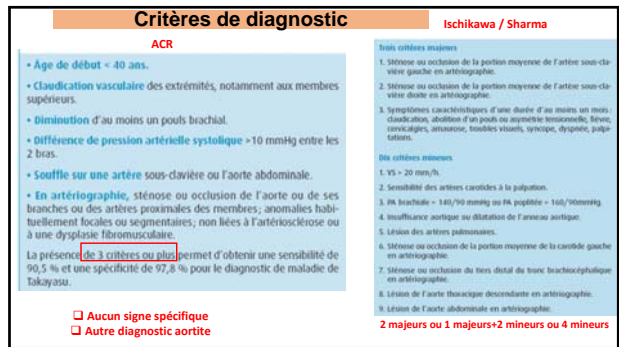 Critères de diagnostic
Ischikawa / Sharma
ACR
• Âge de début < 40 ans.
• Claudication vasculaire des extrémités, notamment aux membres
supérieurs.
• Diminution d'au moins un pouls brachial.
• Différence de pression artérielle systolique >10 mmHg entre les
2 bras.
• Souffle sur une artère sous-clavière ou l'aorte abdominale.
• En artériographie, sténose ou occlusion de l'aorte ou de ses
branches ou des artères proximales des membres; anomalies habi-
tuellement focales ou segmentaires; non liées à l'artériosclérose ou
à une dysplasie fibromusculaire.
La présence de 3 critères ou plus permet d'obtenir une sensibilité de
90,5 % et une spécificité de 97,8 % pour le diagnostic de maladie de
Takayasu.
❑ Aucun signe spécifique
❑ Autre diagnostic aortite
Trois critères majeurs
1. Sténose ou occlusion de la portion moyenne de l'artère sous-cla-
vière gauche en artériographie.
2. Sténose ou occlusion de la portion moyenne de l'artère sous-cla-
vière droite en artériographie.
3. Symptômes caractéristiques d'une durée d'au moins un mois :
claudication, abolition d'un pouls ou asymétrie tensionnelle, fièvre,
cervicalgies, amaurose, troubles visuels, syncope, dyspnée, palpi-
tations.
Dix critères mineurs
1. VS > 20 mm/h.
2. Sensibilité des artères carotides à la palpation.
3. PA brachiale > 140/90 mmHg ou PA poplitée > 160/90mmHg.
4. Insuffisance aortique ou dilatation de l'anneau aortique.
5. Lésion des artères pulmonaires.
6. Sténose ou occlusion de la portion moyenne de la carotide gauche
en artériographie.
7. Sténose ou occlusion du tiers distal du tronc brachiocéphalique
en artériographie.
8. Lésion de l'aorte thoracique descendante en artériographie.
9. Lésion de l'aorte abdominale en artériographie.
2 majeurs ou 1 majeurs+2 mineurs ou 4 mineurs